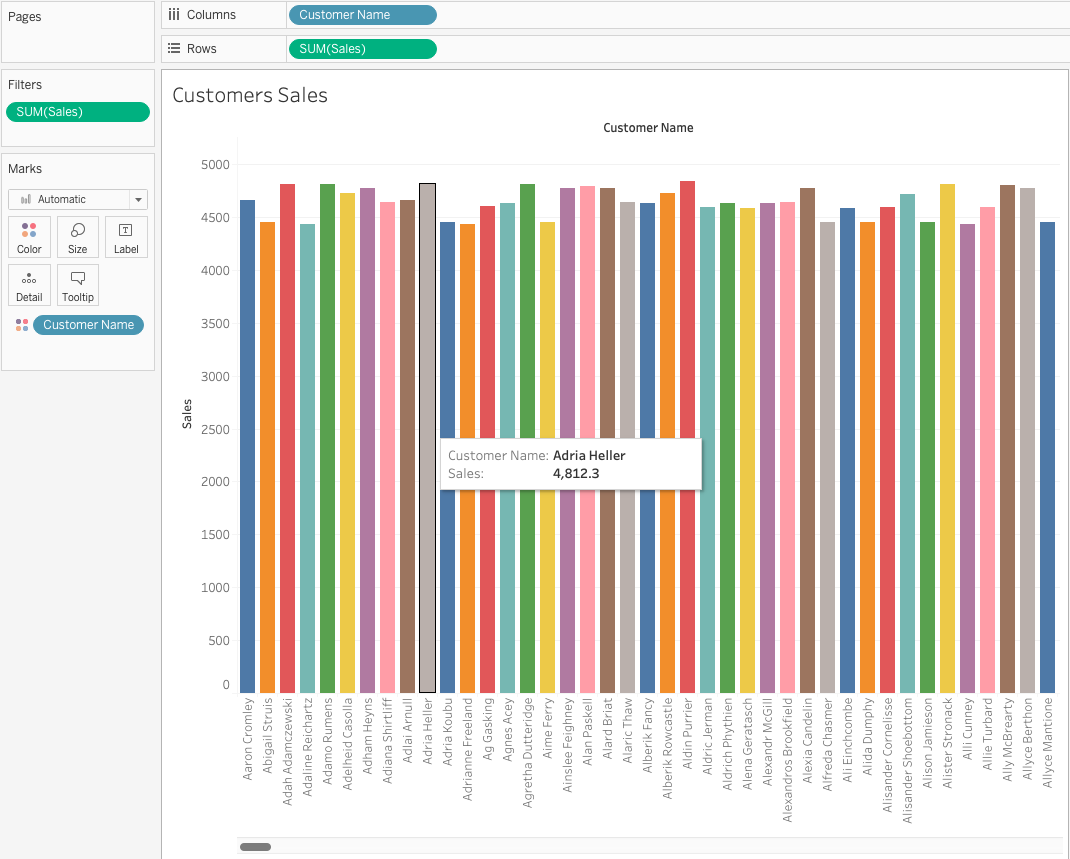 Pages
Columns
Customer Name
Rows
SUM(Sales)
Filters
SUM(Sales)
Marks
Automatic
Color
Size
Label
Detail
Tooltip
Customer Name
Customers Sales
Customer Name
5000
4500
4000
3500
3000
2500
2000
1500
1000
500
0
Sales
Customer Name: Adria Heller
Sales: 4,812.3
Aaron Cromley
Abigail Struis
Adah Adamczewski
Adaline Reichartz
Adamo Rumens
Adelheid Casolla
Adham Heyns
Adiana Shirtliff
Adlai Arnull
Adria Heller
Adria Koubu
Adrianne Freeland
Ag Gasking
Agnes Acey
Agretha Dutteridge
Aime Ferry
Ainslee Feighney
Alan Paskell
Alard Briat
Alaric Thaw
Alberik Fancy
Alberik Rowcastle
Aldin Purrier
Aldric Jerman
Aldrich Phythien
Alena Geratasch
Alexandr McGill
Alexandros Brookfield
Alexia Candelin
Alfreda Chasmer
Ali Einchcombe
Alida Dumphy
Alisander Cornelisse
Alisander Shoebottom
Alison Jamieson
Alister Stronack
Alli Cunney
Allie Turbard
Ally McBrearty
Allyce Berthon
Allyce Mantione